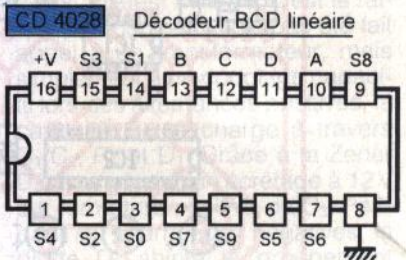 CD 4028 Décodeur BCD linéaire
+V S3 S1 B C D A S8
16 15 14 13 12 11 10 9
1 2 3 4 5 6 7 8
S4 S2 S0 S7 S9 S5 S6